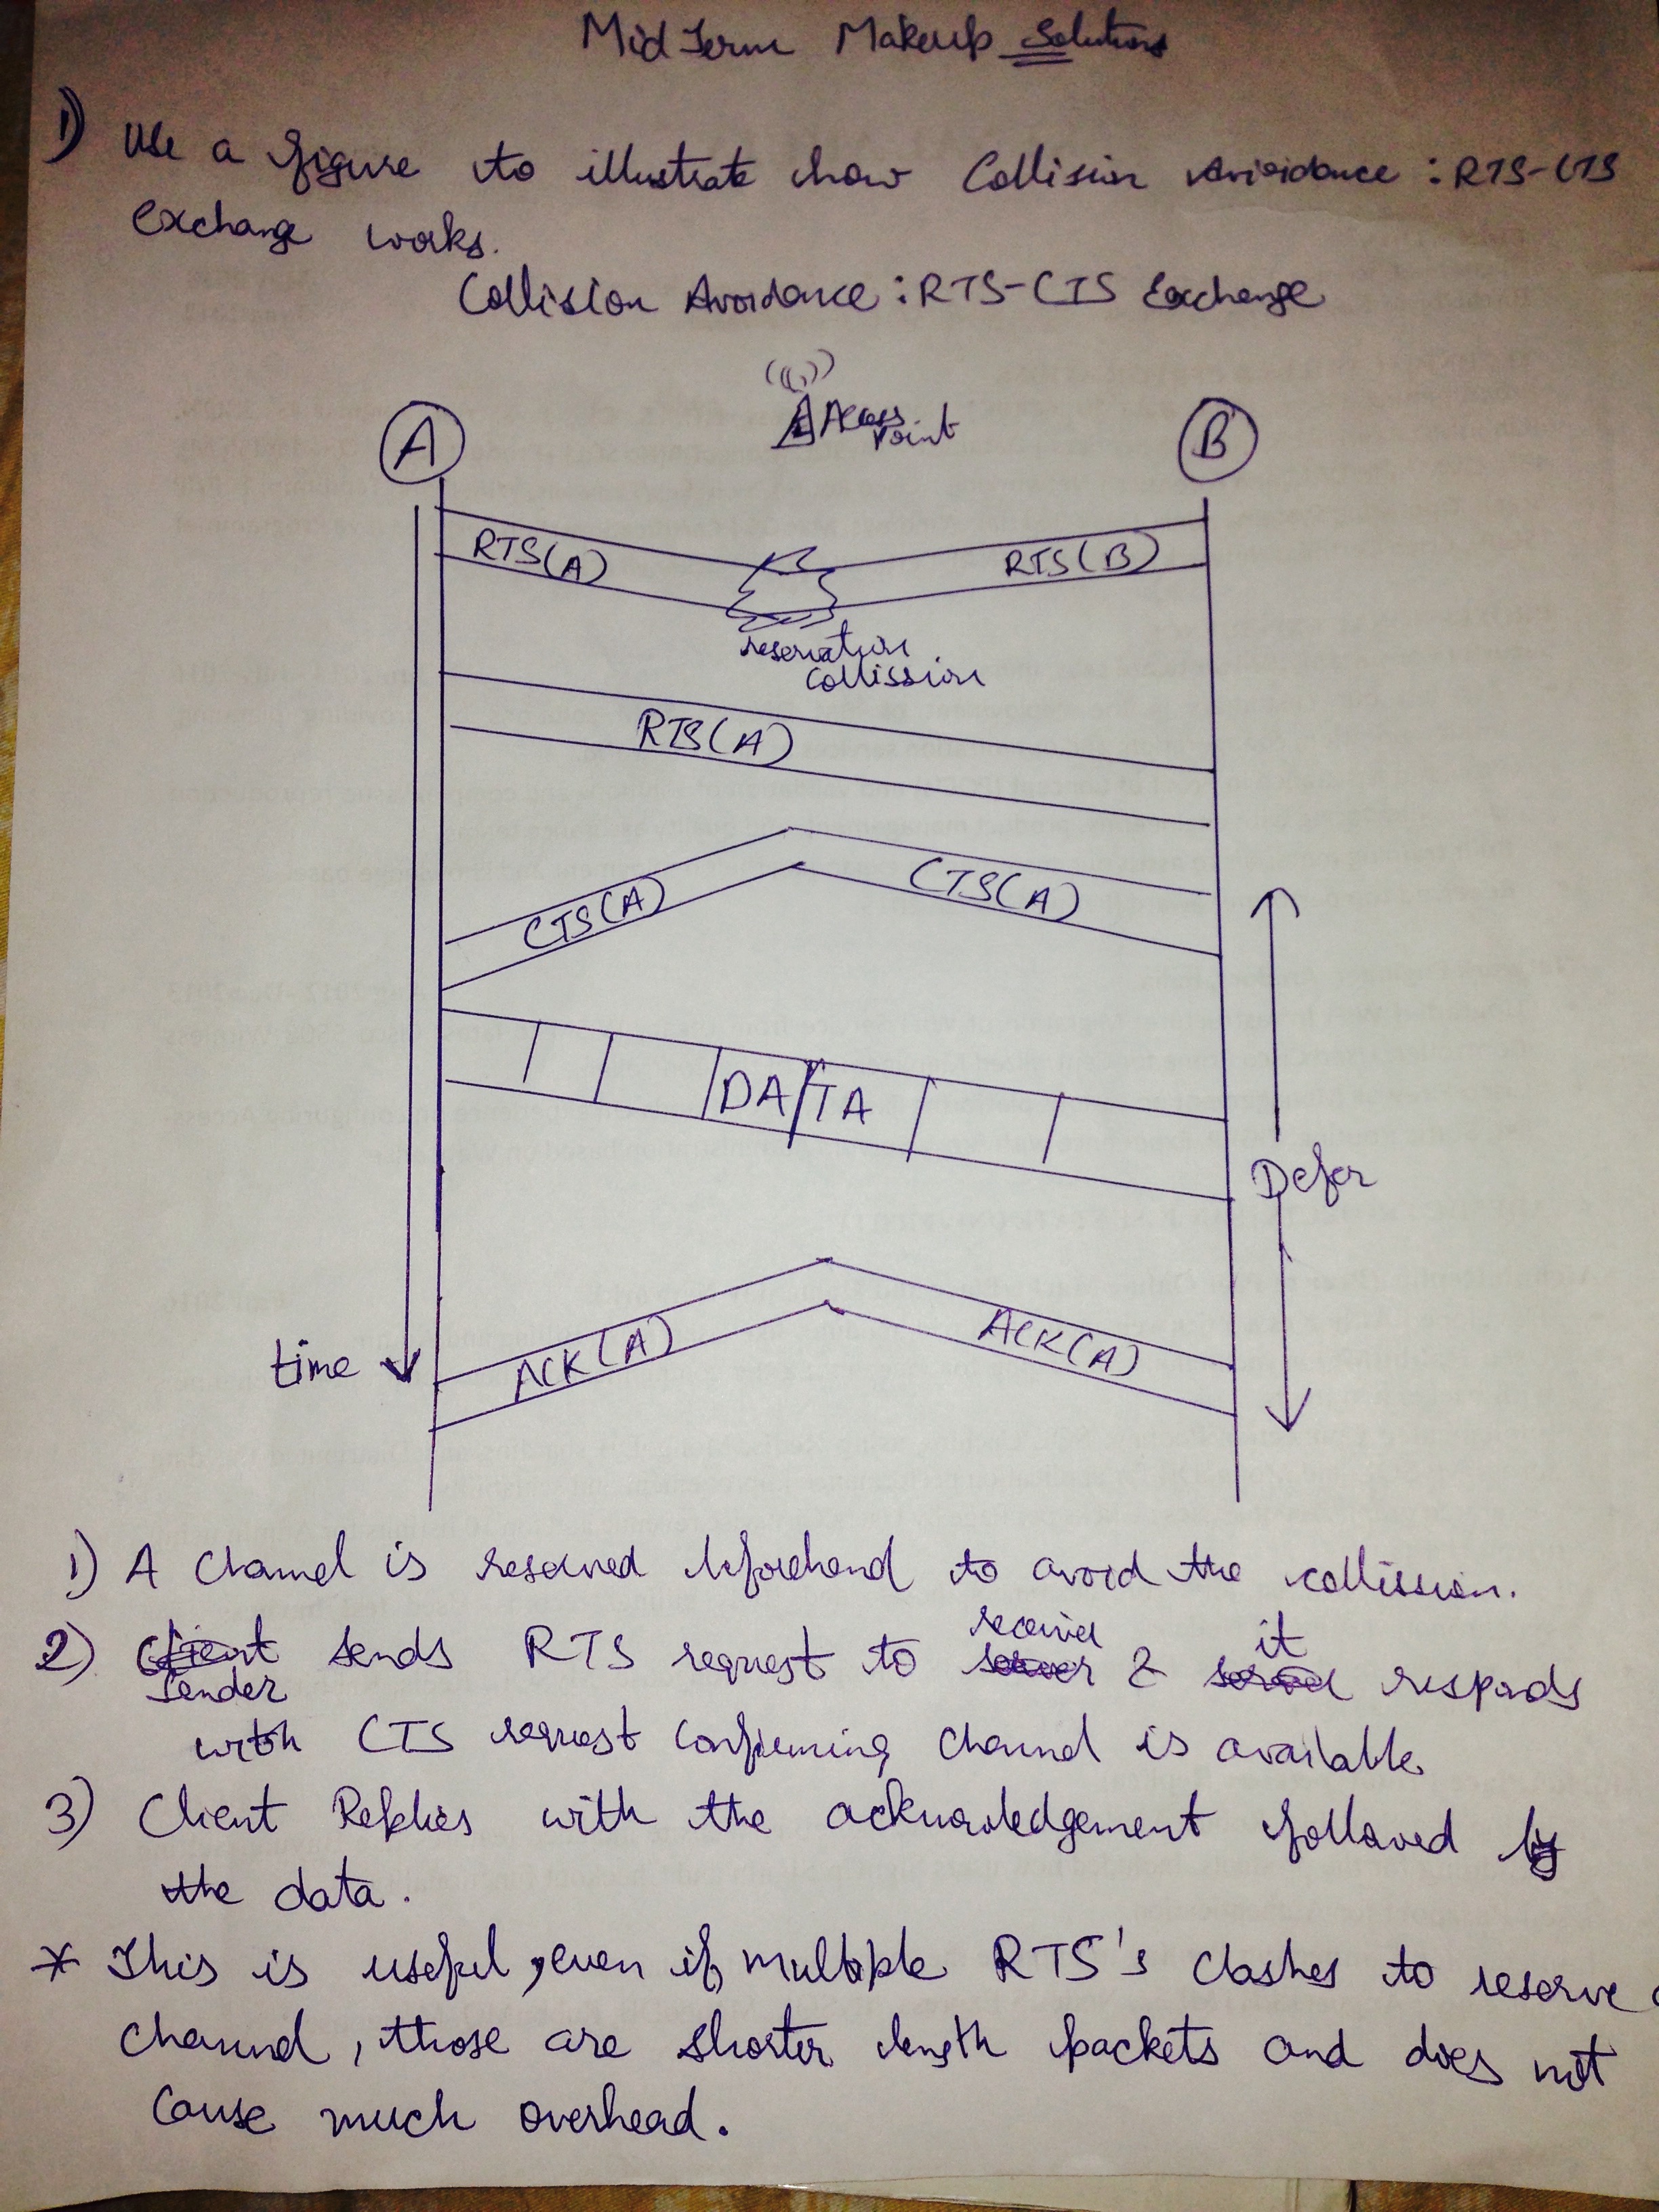 Mid Term Makeup Solutions
1) Use a figure to illustrate how Collision Avioidance : RTS-CTS
Exchange works.
Collision Avoidance : RTS-CTS Exchange
A
Access
Point
B
RTS(A)
RTS(B)
reservation
Collission
RTS(A)
CTS(A)
CTS(A)
DATA
Defer
ACK(A)
ACK(A)
time
1) A Channel is reserved beforehand to avoid the collission.
2) Sender sends RTS request to receiver & it responds
with CTS request Confirming Channel is available.
3) Client Replies with the acknowledgement followed by
the data.
* This is useful, even if multiple RTS's clashes to reserve
Channel, those are shorter length packets and does not
Cause much overhead.